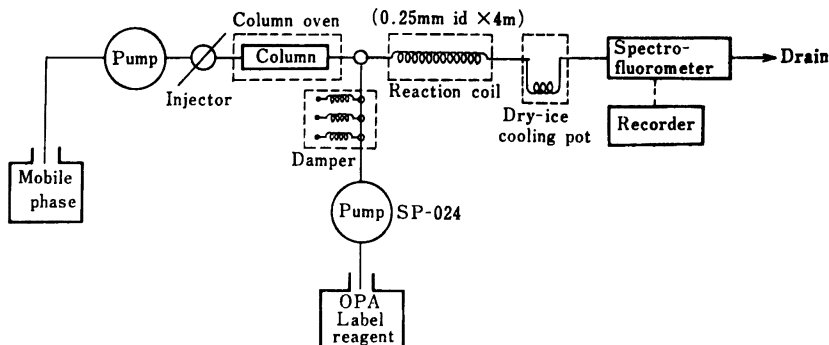 Column oven
(0.25mm id ×4m)
Pump
Column
Spectro-
fluorometer
Drain
Injector
Reaction coil
Dry-ice
cooling pot
Recorder
Damper
Mobile
phase
Pump SP-024
OPA
Label
reagent